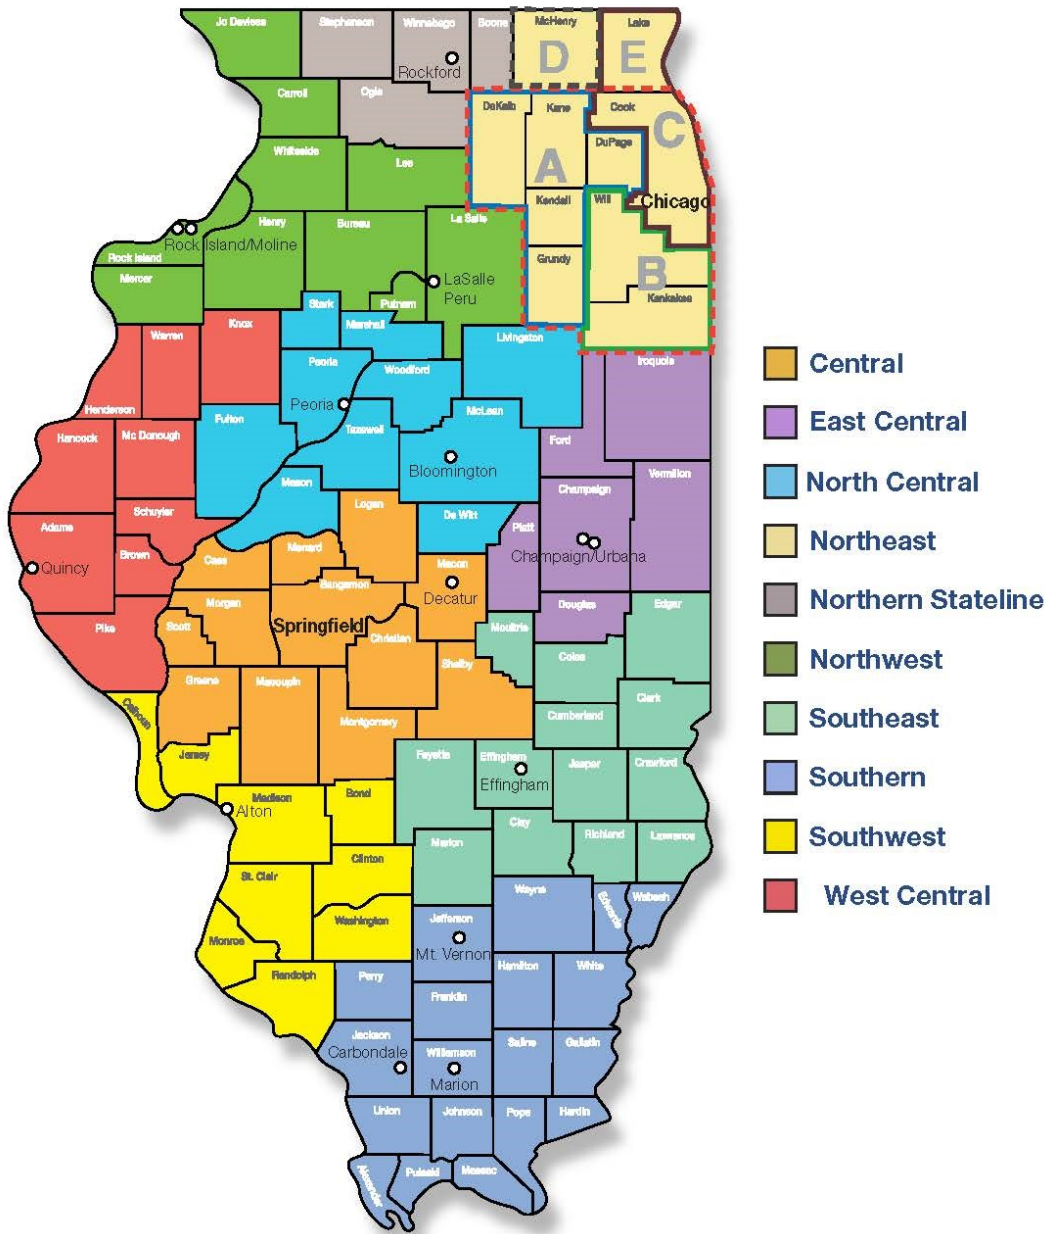 Jo Daviess
Stephenson
Winnebago
Boone
McHenry
Lake
D
E
Rockford
Carroll
Ogle
DeKalb
Kane
Cook
C
DuPage
A
Whiteside
Lee
Kendall
Will
Chicago
Henry
Bureau
La Salle
Rock Island/Moline
Rock Island
Grundy
B
Mercer
LaSalle
Peru
Putnam
Kankakee
Stark
Marshall
Knox
Warren
Livingston
Henderson
Peoria
Woodford
Iroquois
Peoria
Fulton
Tazewell
McLean
Hancock
Mc Donough
Ford
Bloomington
Vermilion
Mason
Champaign
Logan
Schuyler
De Witt
Adams
Piatt
Brown
Cass
Menard
Macon
Champaign/Urbana
Quincy
Sangamon
Decatur
Morgan
Douglas
Edgar
Pike
Scott
Springfield
Christian
Moultrie
Coles
Shelby
Greene
Macoupin
Clark
Calhoun
Montgomery
Cumberland
Jersey
Fayette
Effingham
Jasper
Crawford
Effingham
Madison
Bond
Alton
Clay
Richland
Lawrence
Marion
Clinton
St. Clair
Wayne
Edwards
Wabash
Washington
Jefferson
Monroe
Mt. Vernon
Randolph
Perry
Hamilton
White
Franklin
Jackson
Carbondale
Williamson
Marion
Saline
Gallatin
Union
Johnson
Pope
Hardin
Alexander
Pulaski
Massac
Central
East Central
North Central
Northeast
Northern Stateline
Northwest
Southeast
Southern
Southwest
West Central